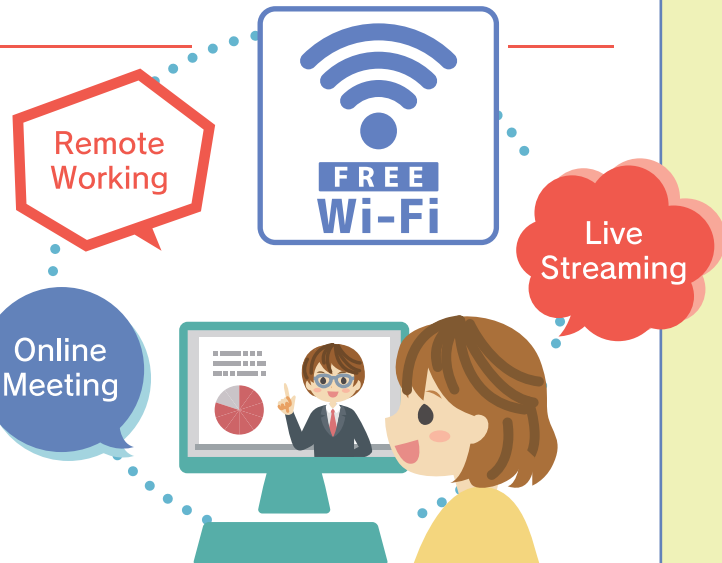 FREE
Wi-Fi
Remote
Working
Live
Streaming
Online
Meeting